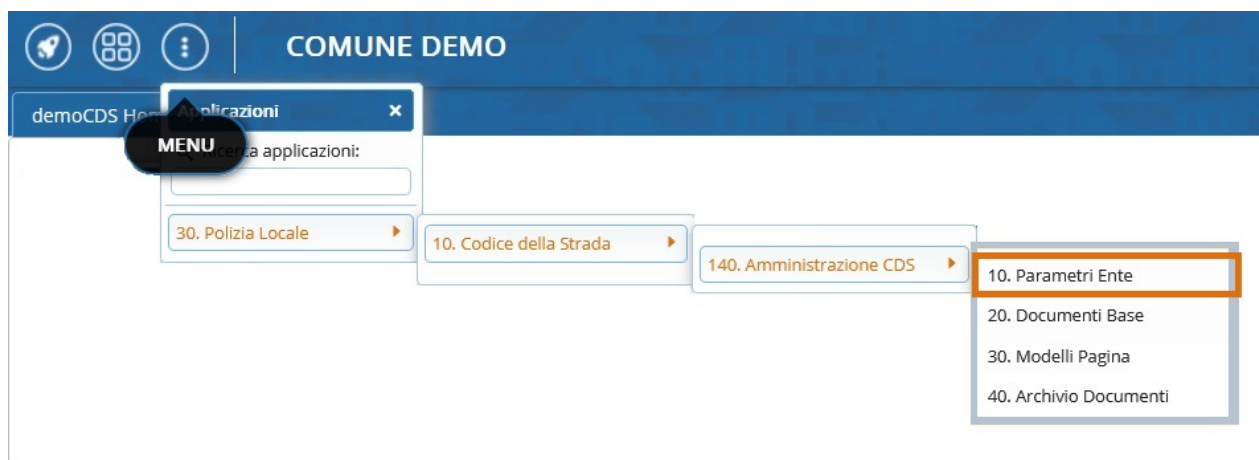 COMUNE DEMO
demoCDS
Applicazioni
MENU
applicazioni:
30. Polizia Locale
10. Codice della Strada
140. Amministrazione CDS
10. Parametri Ente
20. Documenti Base
30. Modelli Pagina
40. Archivio Documenti